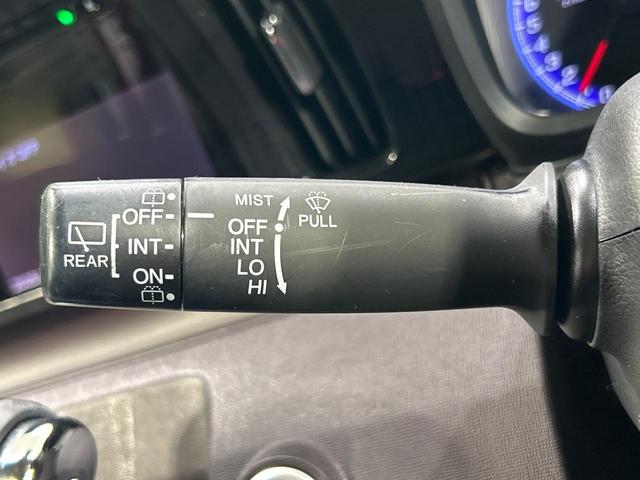 REAR
OFF
INT
ON
MIST
OFF
INT
LO
HI
PULL